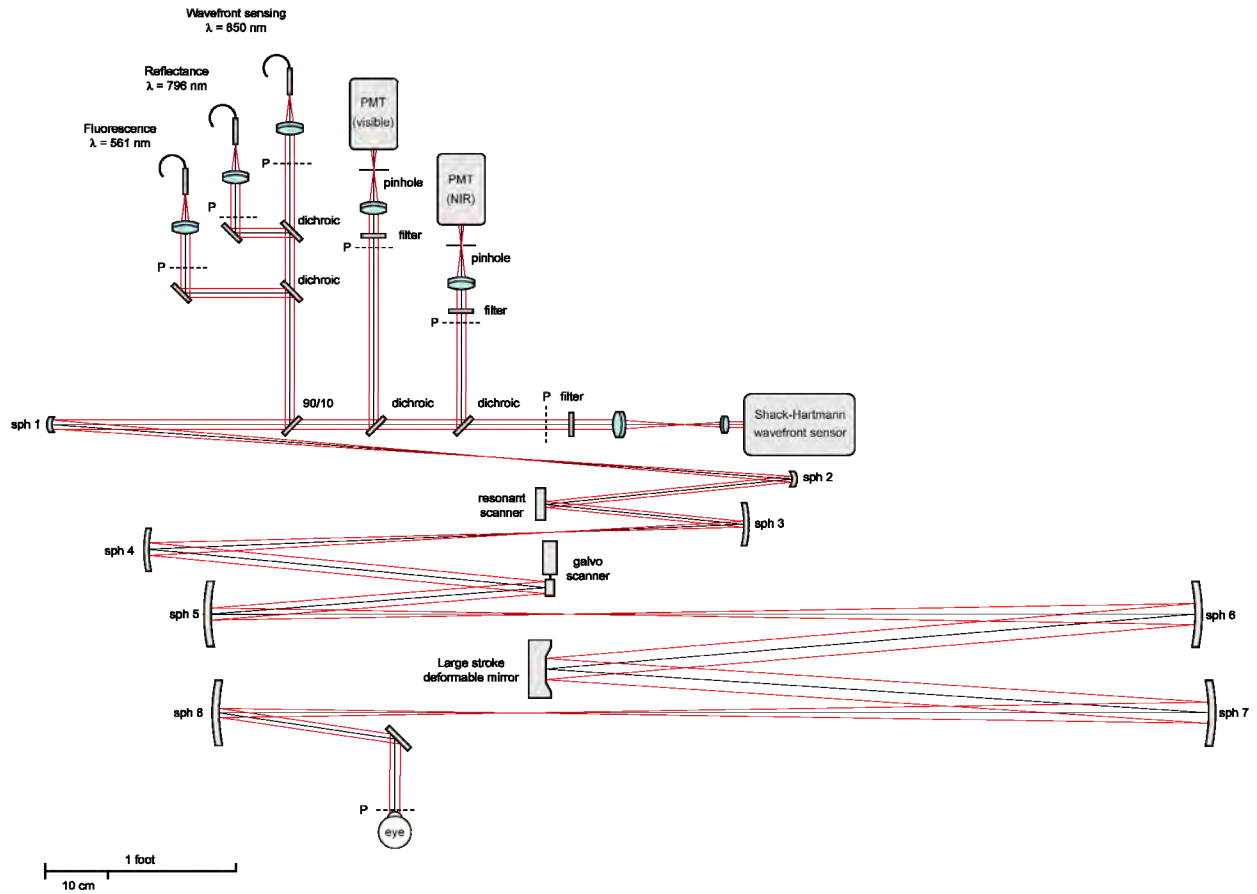 Wavefront sensing
λ = 850 nm
Reflectance
λ = 796 nm
Fluorescence
λ = 561 nm
PMT
(visible)
PMT
(NIR)
P
pinhole
P
dichroic
filter
P
pinhole
P
dichroic
filter
P
90/10
dichroic
dichroic
P
filter
Shack-Hartmann
wavefront sensor
sph 1
sph 2
resonant
scanner
sph 3
sph 4
galvo
scanner
sph 5
sph 6
Large stroke
deformable mirror
sph 8
sph 7
P
eye
1 foot
10 cm